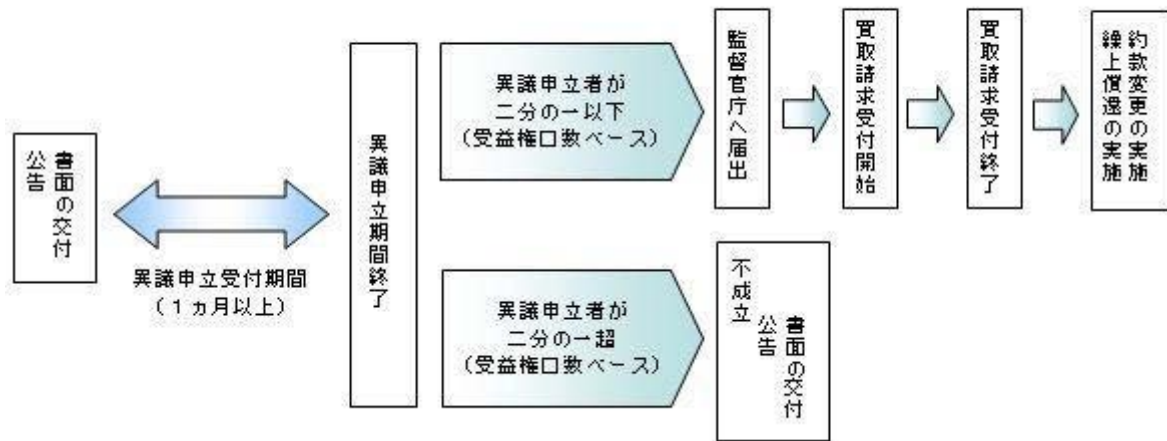 書面の交付
公告
異議申立受付期間
(１ヵ月以上)
異議申立期間終了
異議申立者が
二分の一以下
(受益権口数ベース)
監督官庁へ届出
買取請求受付開始
買取請求受付終了
約款変更の実施
繰上償還の実施
異議申立者が
二分の一超
(受益権口数ベース)
不成立
書面の交付
公告